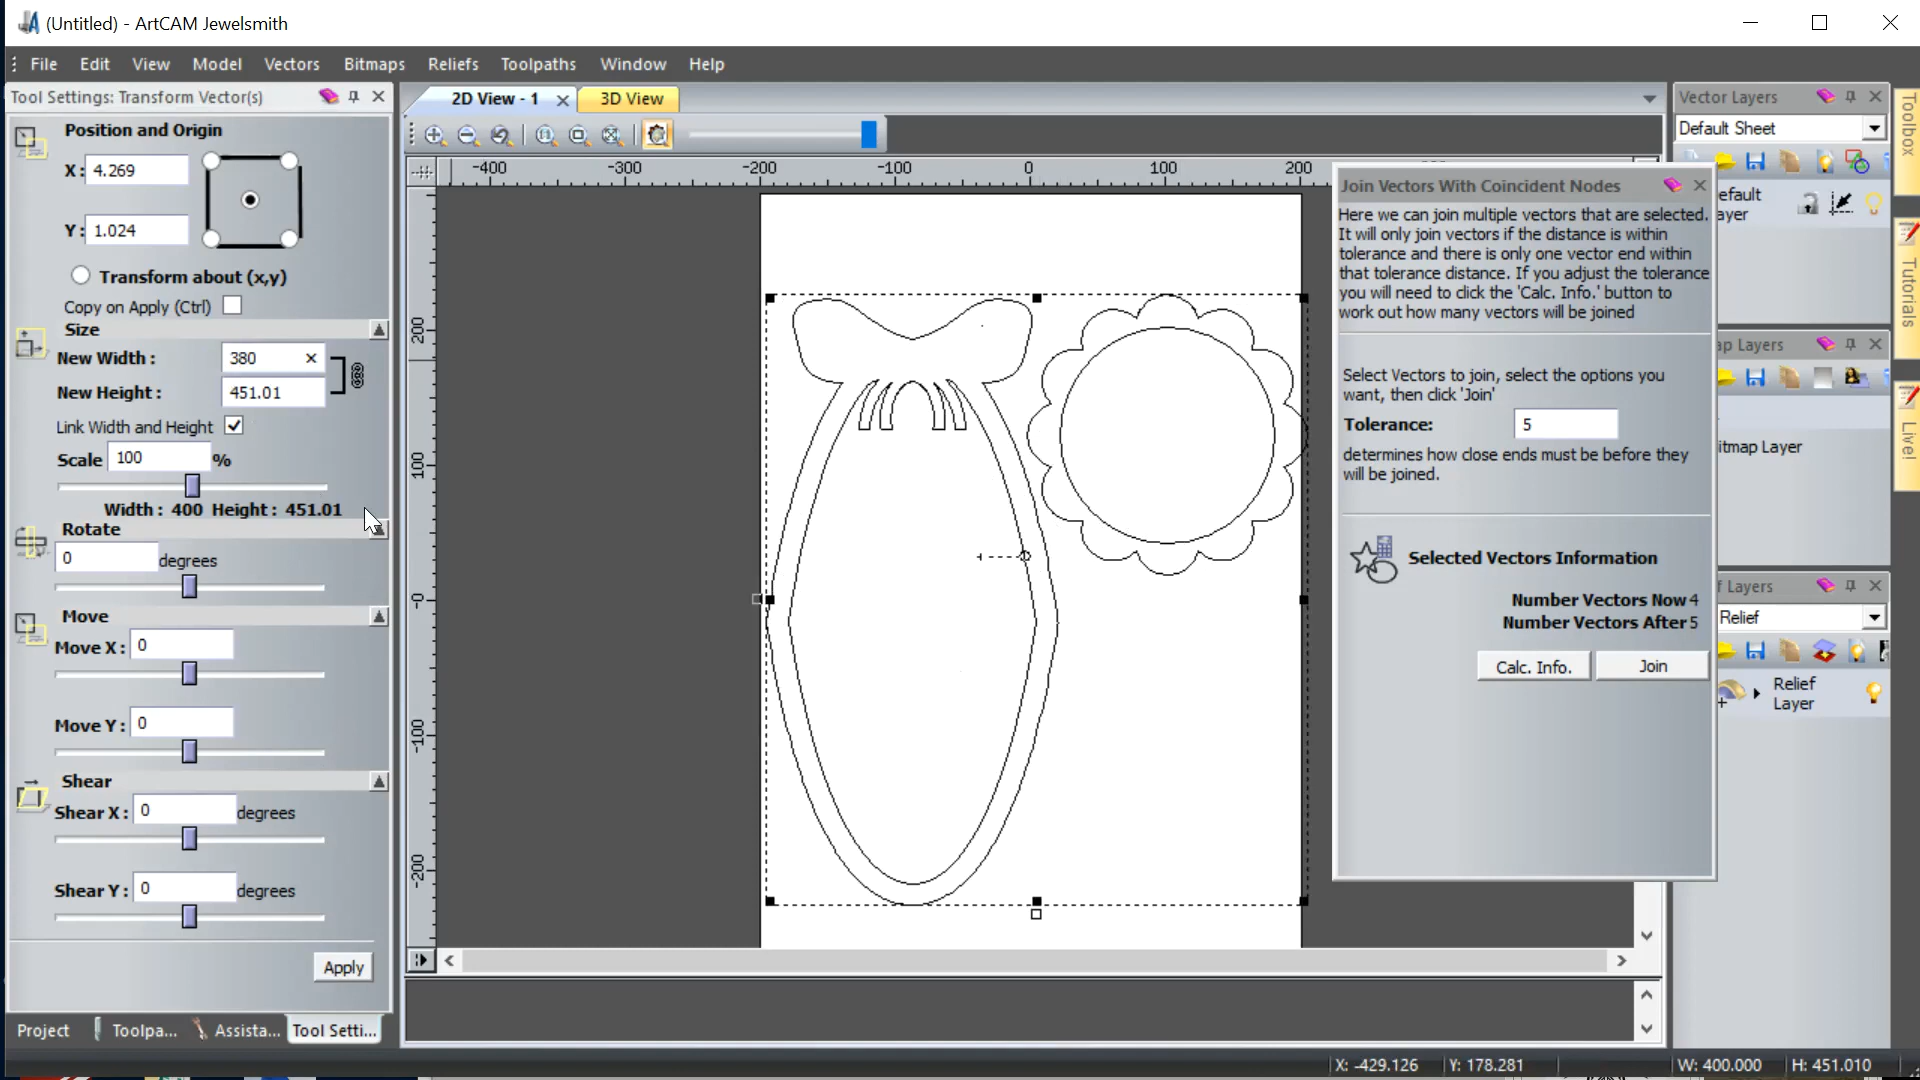 (Untitled) - ArtCAM Jewelsmith
File Edit View Model Vectors Bitmaps Reliefs Toolpaths Window Help
Tool Settings: Transform Vector(s)
Position and Origin
X: 4.269
Y: 1.024
Transform about (x,y)
Copy on Apply (Ctrl)
Size
New Width : 380
New Height : 451.01
Link Width and Height
Scale 100 %
Width : 400 Height : 451.01
Rotate
0 degrees
Move
Move X : 0
Move Y : 0
Shear
Shear X : 0 degrees
Shear Y : 0 degrees
Apply
Project Toolpa... Assista... Tool Setti...
2D View - 1 3D View
-400 -300 -200 -100 0 100 200
200
100
-0
-100
-200
Join Vectors With Coincident Nodes
Here we can join multiple vectors that are selected.
It will only join vectors if the distance is within
tolerance and there is only one vector end within
that tolerance distance. If you adjust the tolerance
you will need to click the 'Calc. Info.' button to
work out how many vectors will be joined
Select Vectors to join, select the options you
want, then click 'Join'
Tolerance: 5
determines how close ends must be before they
will be joined.
Selected Vectors Information
Number Vectors Now 4
Number Vectors After 5
Calc. Info. Join
Vector Layers
Default Sheet
efault
ayer
ap Layers
itmap Layer
f Layers
Relief
Relief
Layer
Toolbox
Tutorials
Live!
X: -429.126 Y: 178.281 W: 400.000 H: 451.010